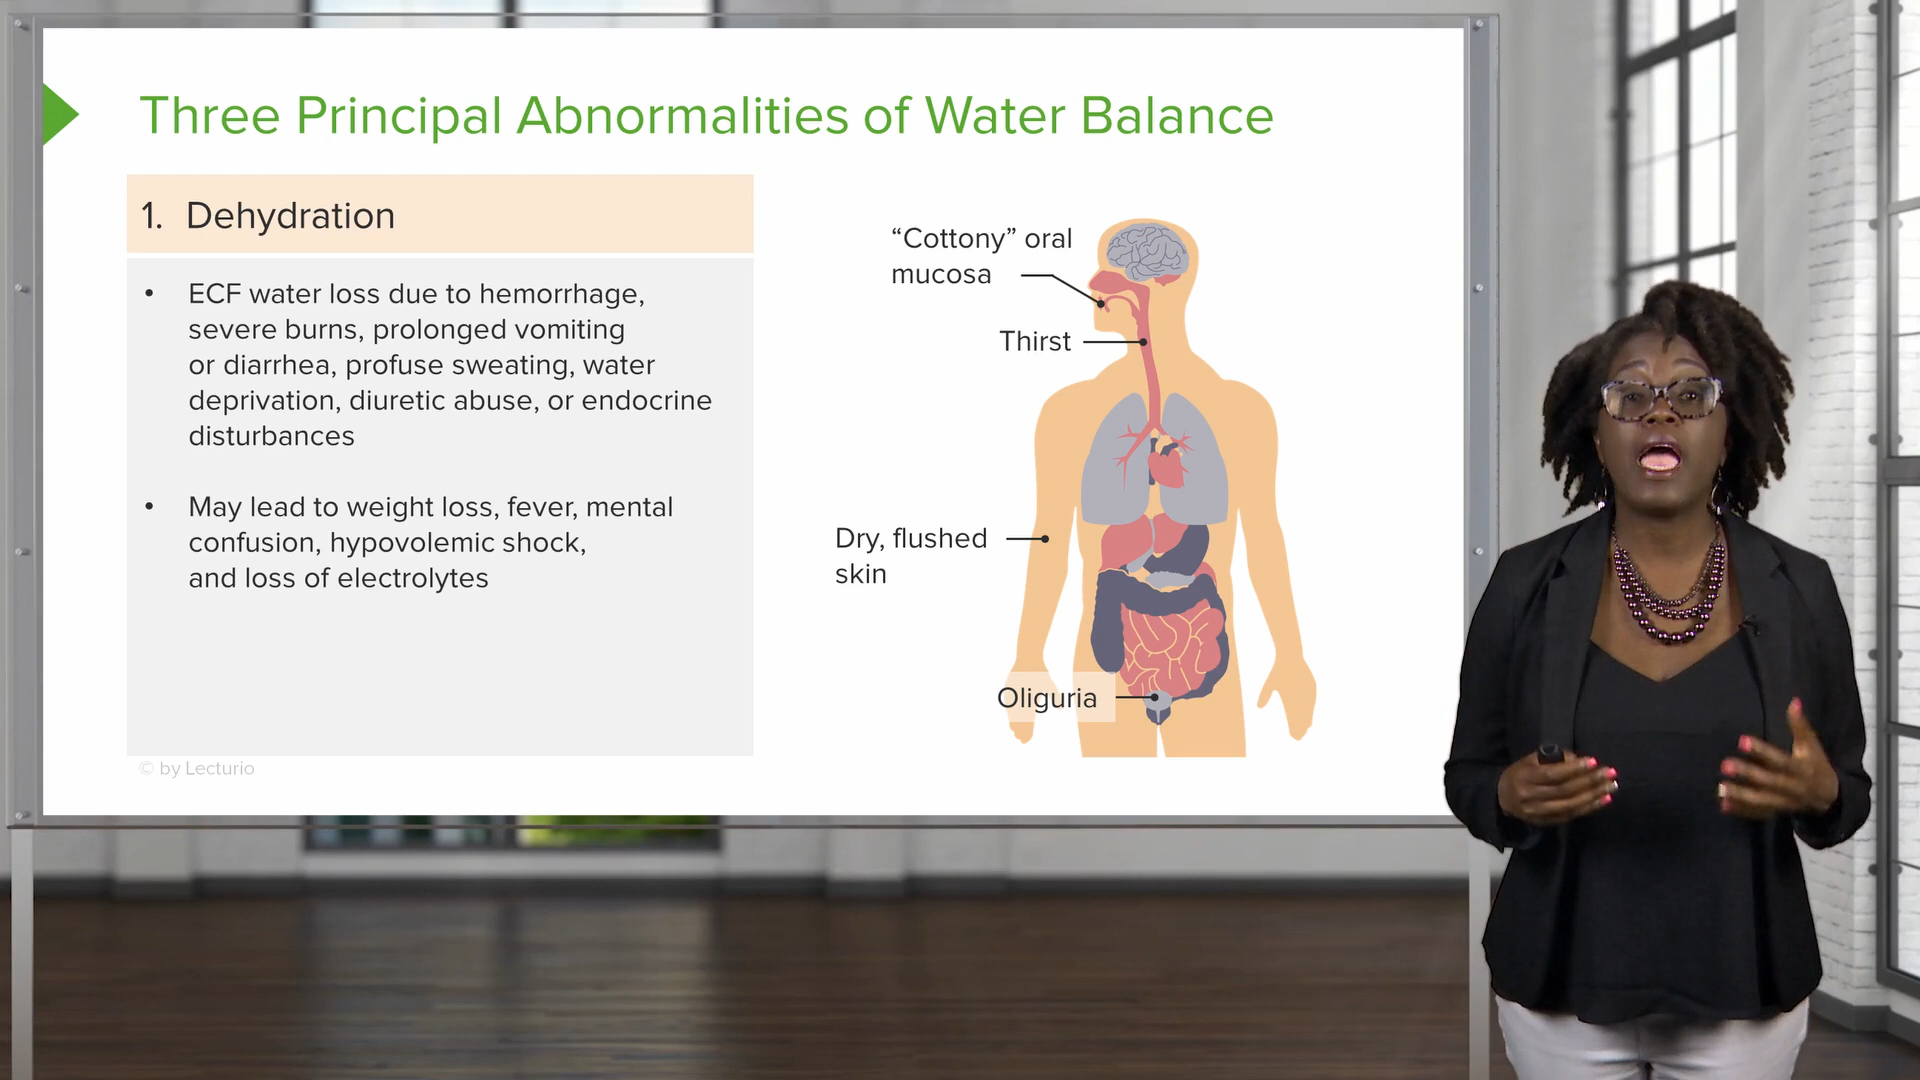 Three Principal Abnormalities of Water Balance
1. Dehydration
• ECF water loss due to hemorrhage,
severe burns, prolonged vomiting
or diarrhea, profuse sweating, water
deprivation, diuretic abuse, or endocrine
disturbances
• May lead to weight loss, fever, mental
confusion, hypovolemic shock,
and loss of electrolytes
“Cottony” oral
mucosa
Thirst
Dry, flushed
skin
Oliguria
© by Lecturio